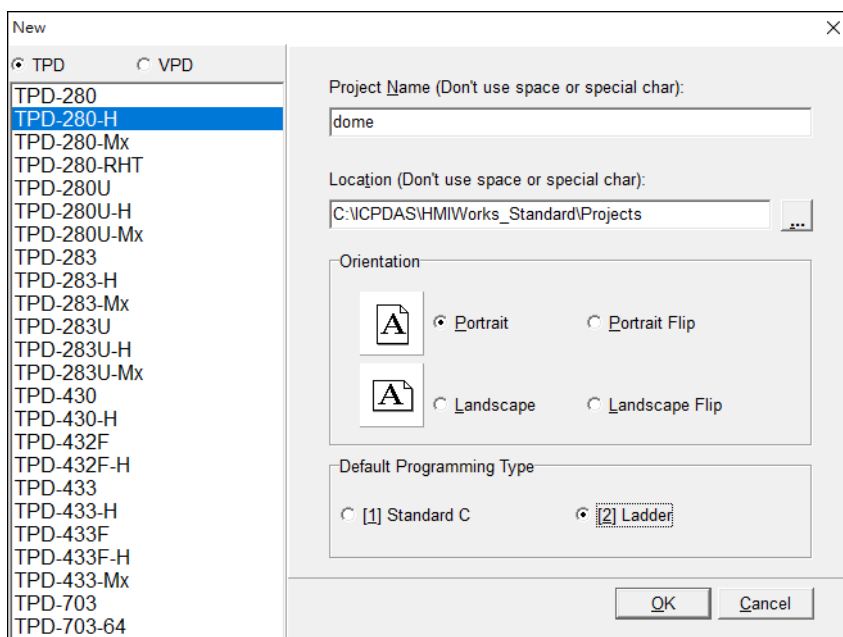 New
TPD VPD
TPD-280
TPD-280-H
TPD-280-Mx
TPD-280-RHT
TPD-280U
TPD-280U-H
TPD-280U-Mx
TPD-283
TPD-283-H
TPD-283-Mx
TPD-283U
TPD-283U-H
TPD-283U-Mx
TPD-430
TPD-430-H
TPD-432F
TPD-432F-H
TPD-433
TPD-433-H
TPD-433F
TPD-433F-H
TPD-433-Mx
TPD-703
TPD-703-64
Project Name (Don't use space or special char):
dome
Location (Don't use space or special char):
C:\ICPDAS\HMIWorks_Standard\Projects
...
Orientation
A
Portrait Portrait Flip
A
Landscape Landscape Flip
Default Programming Type
[1] Standard C [2] Ladder
OK Cancel